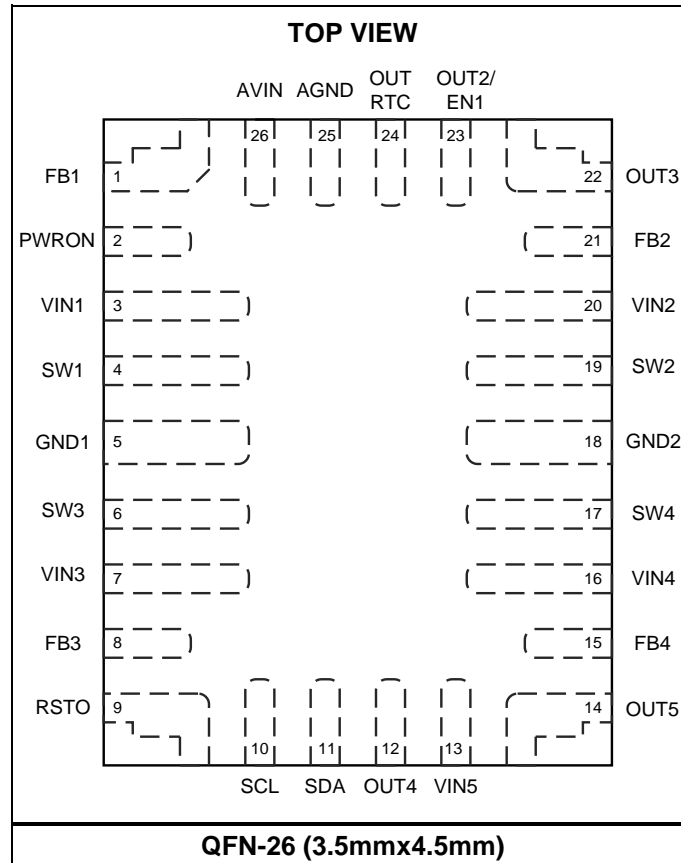 TOP VIEW
AVIN AGND OUT RTC OUT2/ EN1
26 25 24 23
FB1 1 22 OUT3
PWRON 2 21 FB2
VIN1 3 20 VIN2
SW1 4 19 SW2
GND1 5 18 GND2
SW3 6 17 SW4
VIN3 7 16 VIN4
FB3 8 15 FB4
RSTO 9 14 OUT5
10 11 12 13
SCL SDA OUT4 VIN5
QFN-26 (3.5mmx4.5mm)